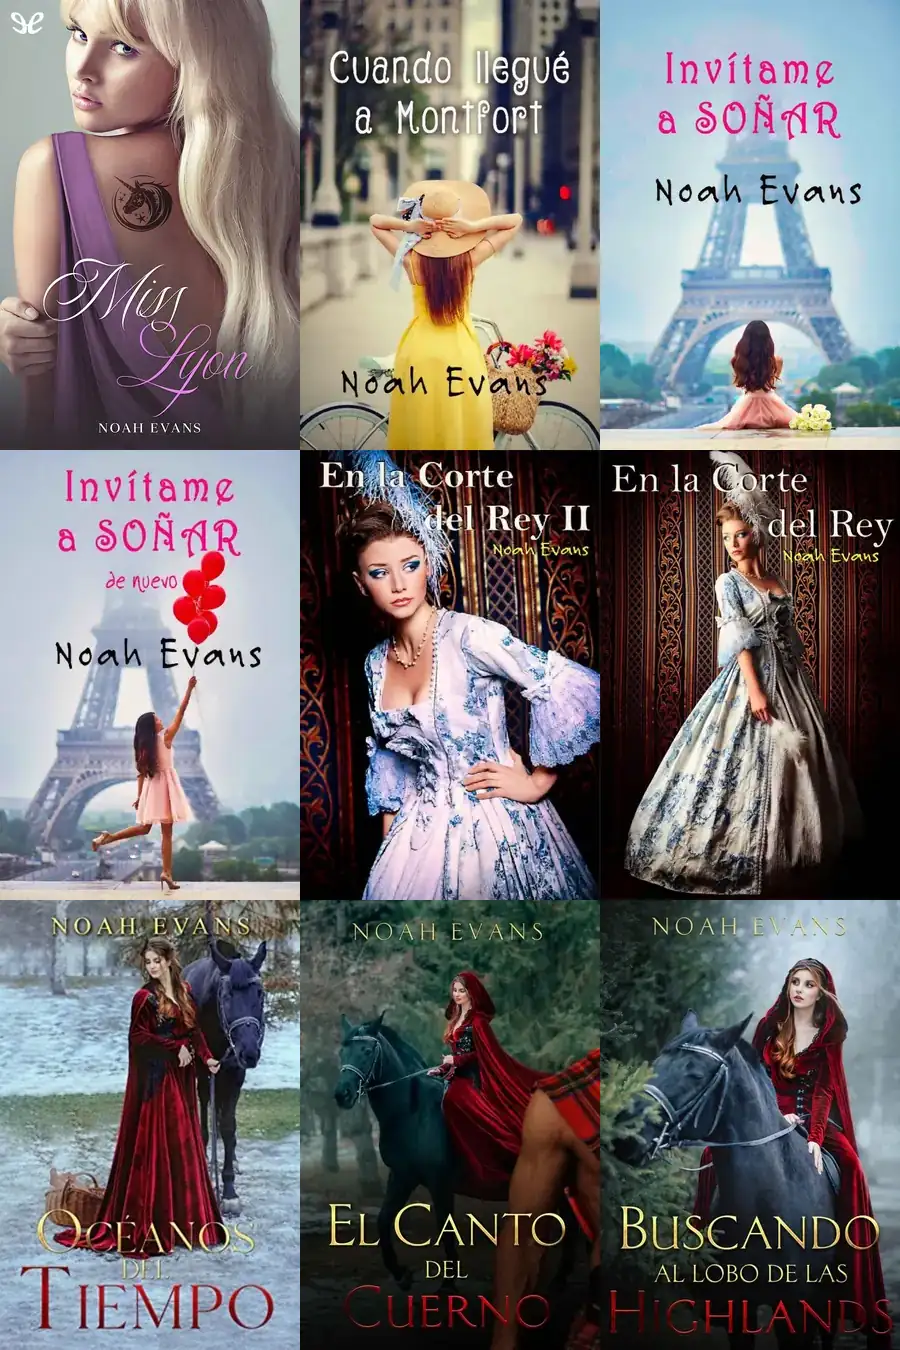 Miss
Lyon
NOAH EVANS
Cuando llegué
a Montfort
Noah Evans
Invítame
a SOÑAR
Noah Evans
Invítame
a SOÑAR
de nuevo
Noah Evans
En la Corte
del Rey II
Noah Evans
En la Corte
del Rey
Noah Evans
NOAH EVANS
OCÉANOS
DEL
TIEMPO
NOAH EVANS
EL CANTO
DEL
CUERNO
NOAH EVANS
BUSCANDO
AL LOBO DE LAS
HIGHLANDS